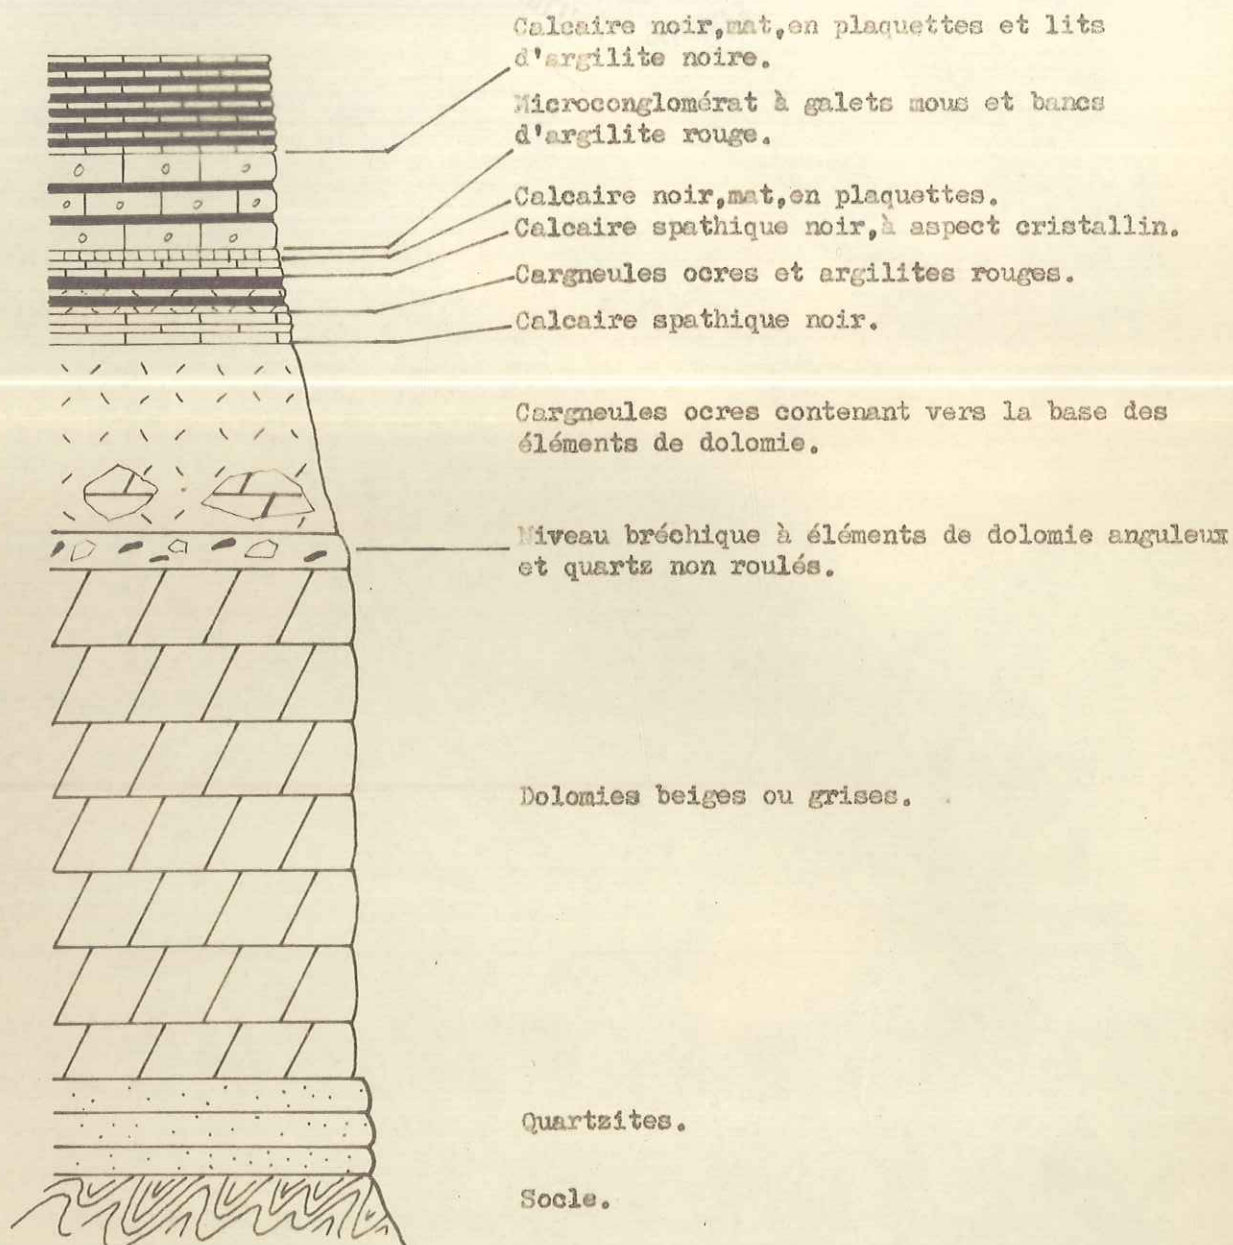 Calcaire noir,mat,en plaquettes et lits
d'argilite noire.
Microconglomérat à galets mous et bancs
d'argilite rouge.
Calcaire noir,mat,en plaquettes.
Calcaire spathique noir,à aspect cristallin.
Cargneules ocres et argilites rouges.
Calcaire spathique noir.
Cargneules ocres contenant vers la base des
éléments de dolomie.
Niveau bréchique à éléments de dolomie anguleux
et quartz non roulés.
Dolomies beiges ou grises.
Quartzites.
Socle.